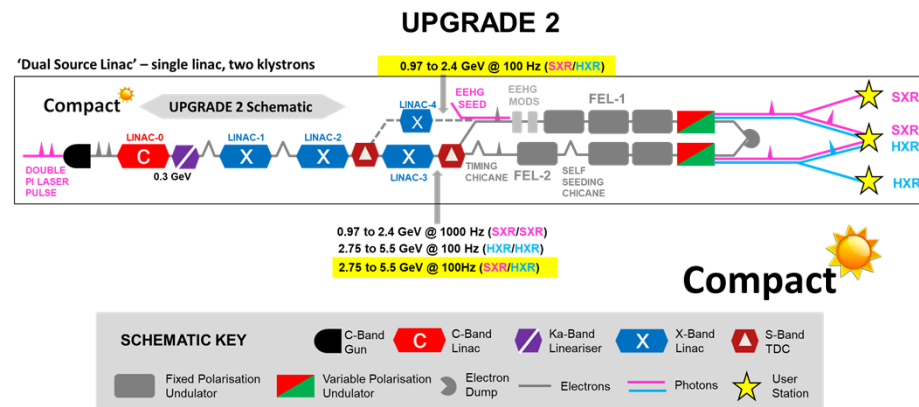 UPGRADE 2
'Dual Source Linac' – single linac, two klystrons
0.97 to 2.4 GeV @ 100 Hz (SXR/HXR)
Compact
UPGRADE 2 Schematic
LINAC-4
X
EEHG
SEED
EEHG
MODS
FEL-1
SXR
LINAC-0
C
LINAC-1
X
LINAC-2
X
X
LINAC-3
SXR
HXR
DOUBLE
PI LASER
PULSE
0.3 GeV
TIMING
CHICANE
FEL-2
SELF
SEEDING
CHICANE
HXR
0.97 to 2.4 GeV @ 1000 Hz (SXR/SXR)
2.75 to 5.5 GeV @ 100 Hz (HXR/HXR)
2.75 to 5.5 GeV @ 100Hz (SXR/HXR)
Compact
SCHEMATIC KEY
C-Band
Gun
C
C-Band
Linac
Ka-Band
Lineariser
X
X-Band
Linac
S-Band
TDC
Fixed Polarisation
Undulator
Variable Polarisation
Undulator
Electron
Dump
Electrons
Photons
User
Station